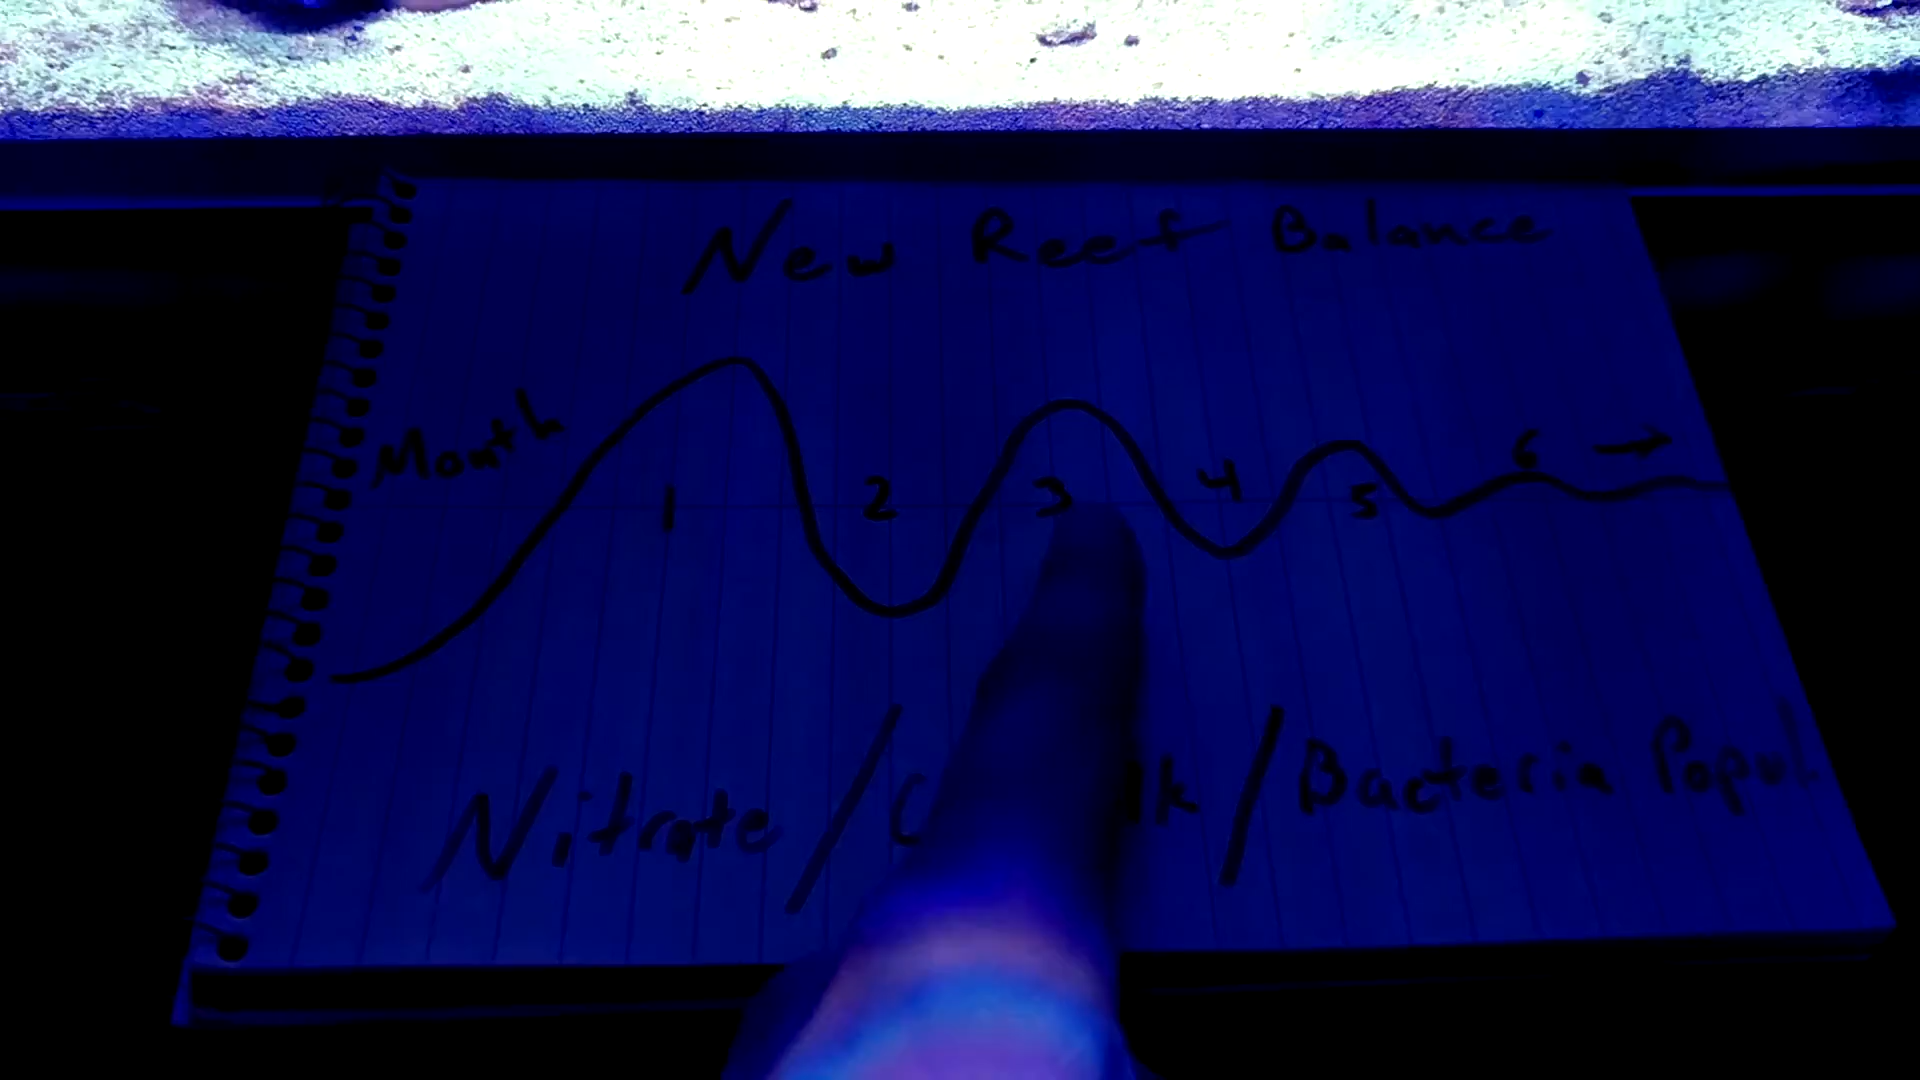 New Reef Balance
Month
1 2 3 4 5 6 →
Nitrate / / Bacteria Popul